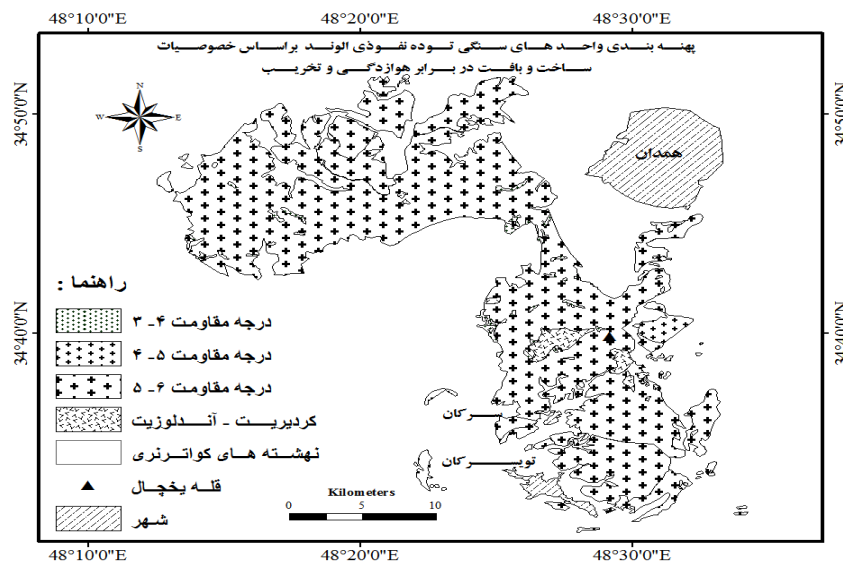 48°10'0"E 48°20'0"E 48°30'0"E
پهنه بندی واحد های سنگی توده نفوذی الوند براساس خصوصیات
ساخت و بافت در برابر هوازدگی و تخریب
34°50'0"N 34°50'0"N
N
W E
S
همدان
راهنما :
درجه مقاومت ۴- ۳
درجه مقاومت ۵- ۴
درجه مقاومت ۶- ۵
کردیریت - آندلوزیت
نهشته های کواترنری
قله یخچال
شهر
34°40'0"N 34°40'0"N
سرکان
تویسرکان
Kilometers
0 5 10
48°10'0"E 48°20'0"E 48°30'0"E